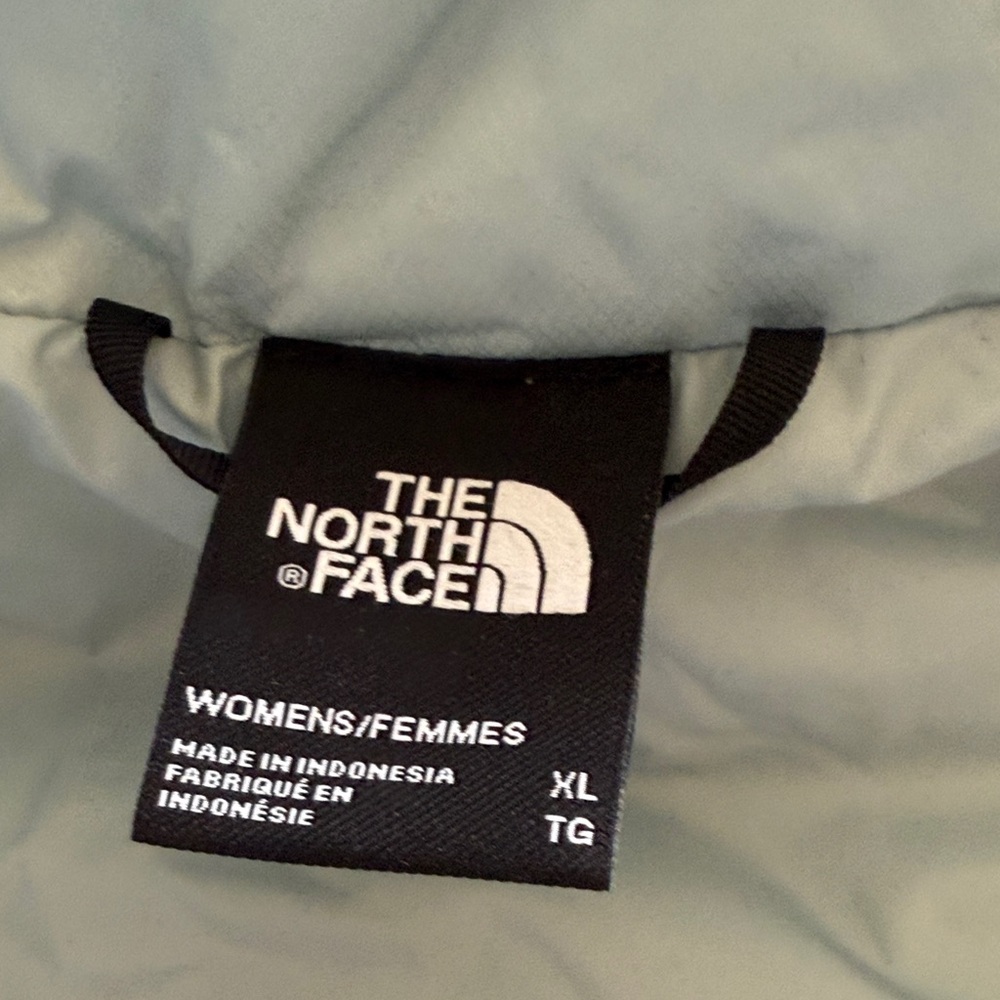 THE
NORTH
®FACE
WOMENS/FEMMES
MADE IN INDONESIA
FABRIQUÉ EN
INDONÉSIE
XL
TG